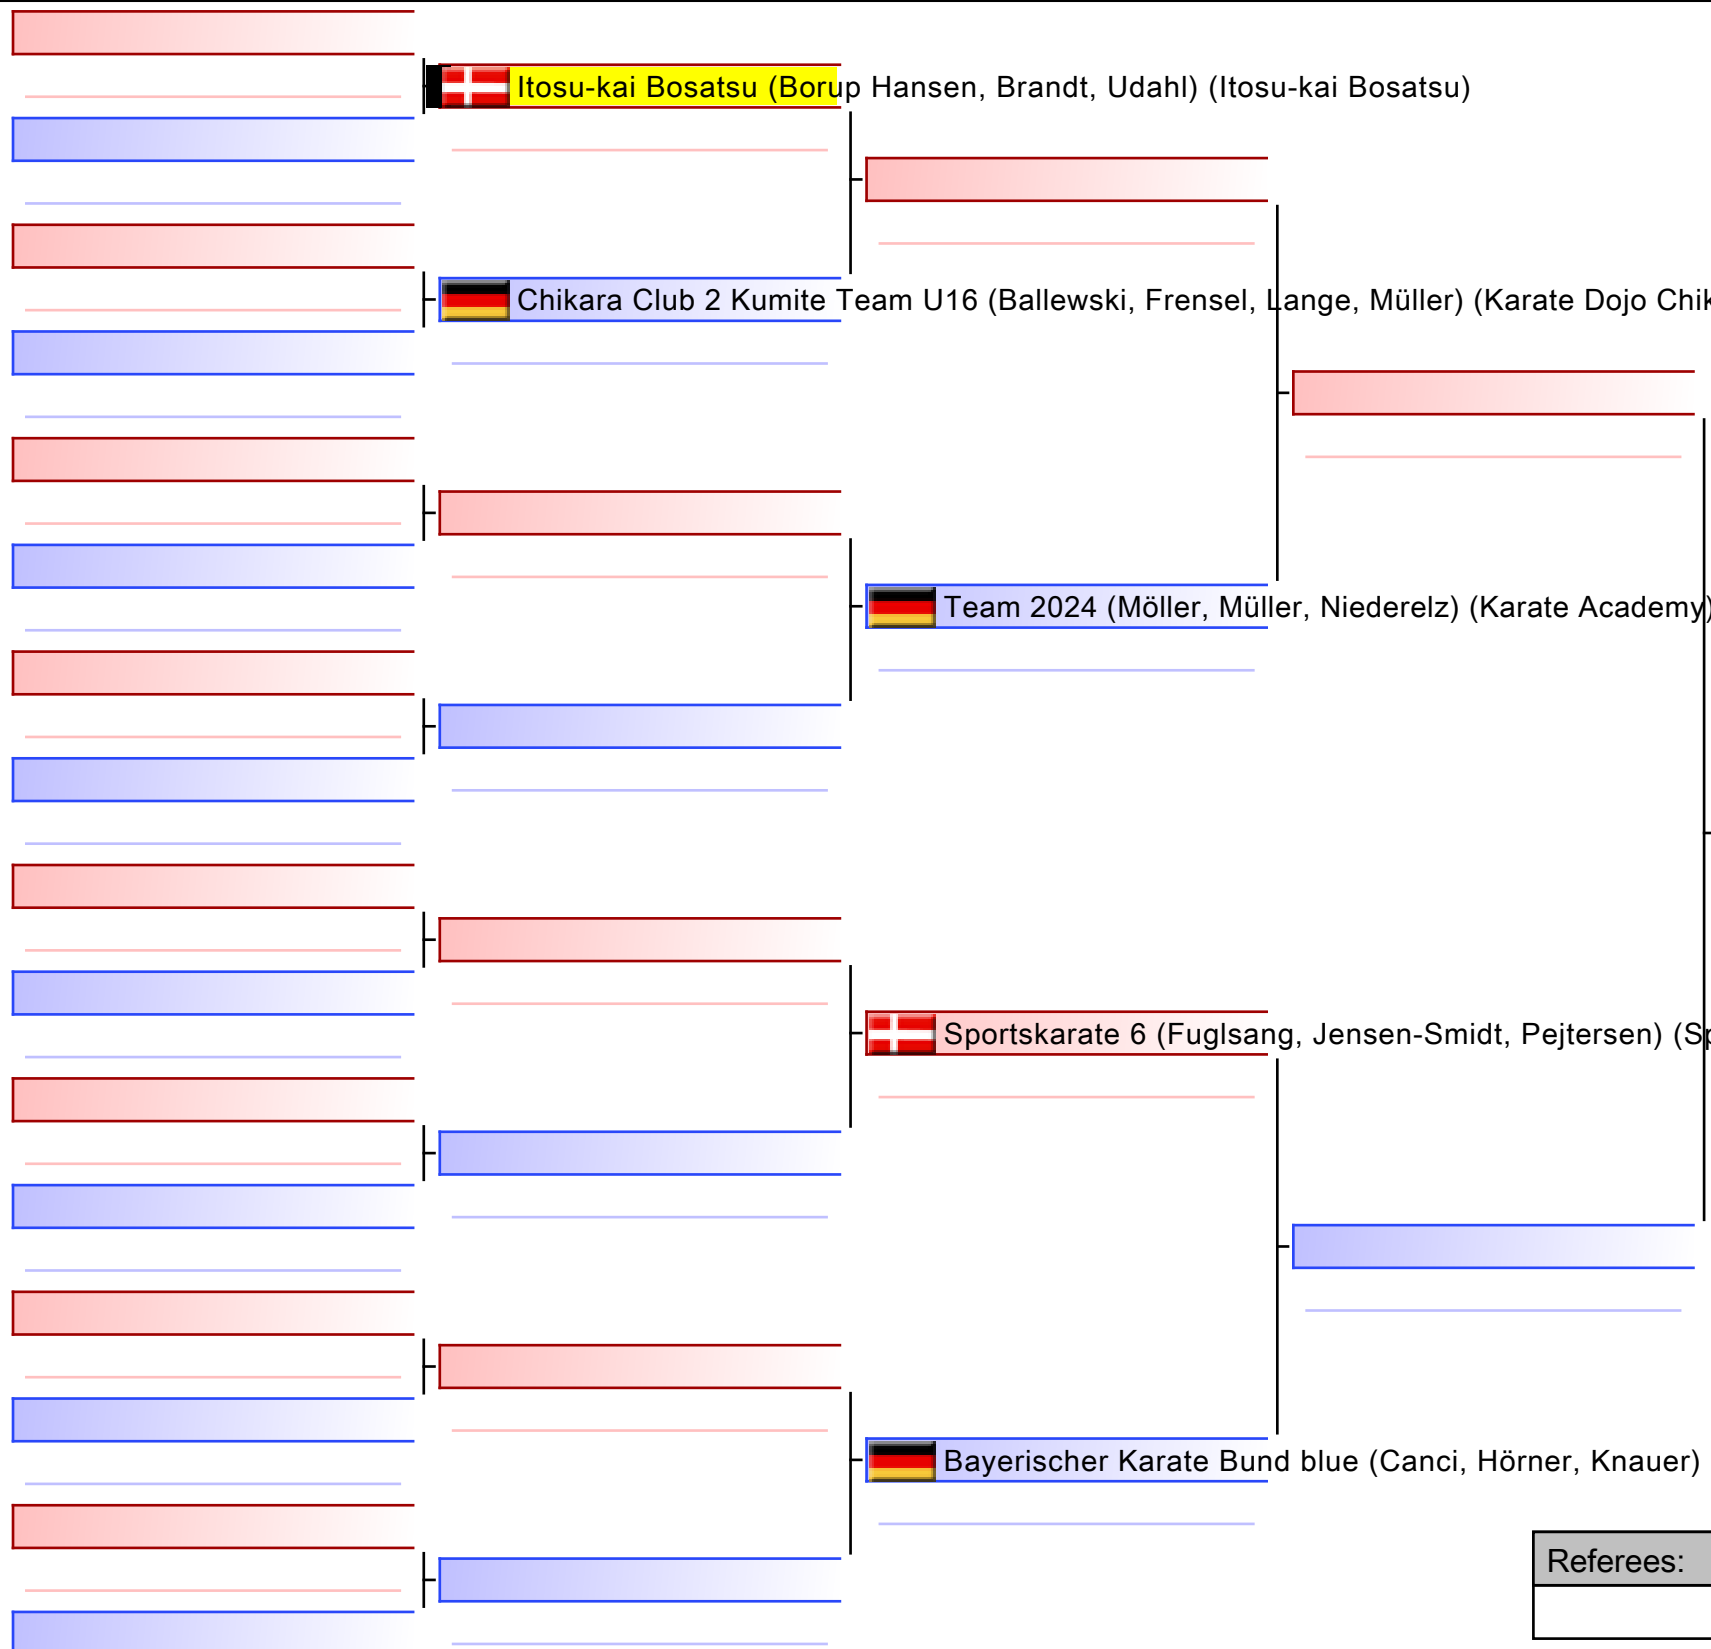 Itosu-kai Bosatsu (Borup Hansen, Brandt, Udahl) (Itosu-kai Bosatsu)
Chikara Club 2 Kumite Team U16 (Ballewski, Frensel, Lange, Müller) (Karate Dojo
Team 2024 (Möller, Müller, Niederelz) (Karate Academy)
Sportskarate 6 (Fuglsang, Jensen-Smidt, Pejtersen)
Bayerischer Karate Bund blue (Canci, Hörner, Knauer)
Referees: